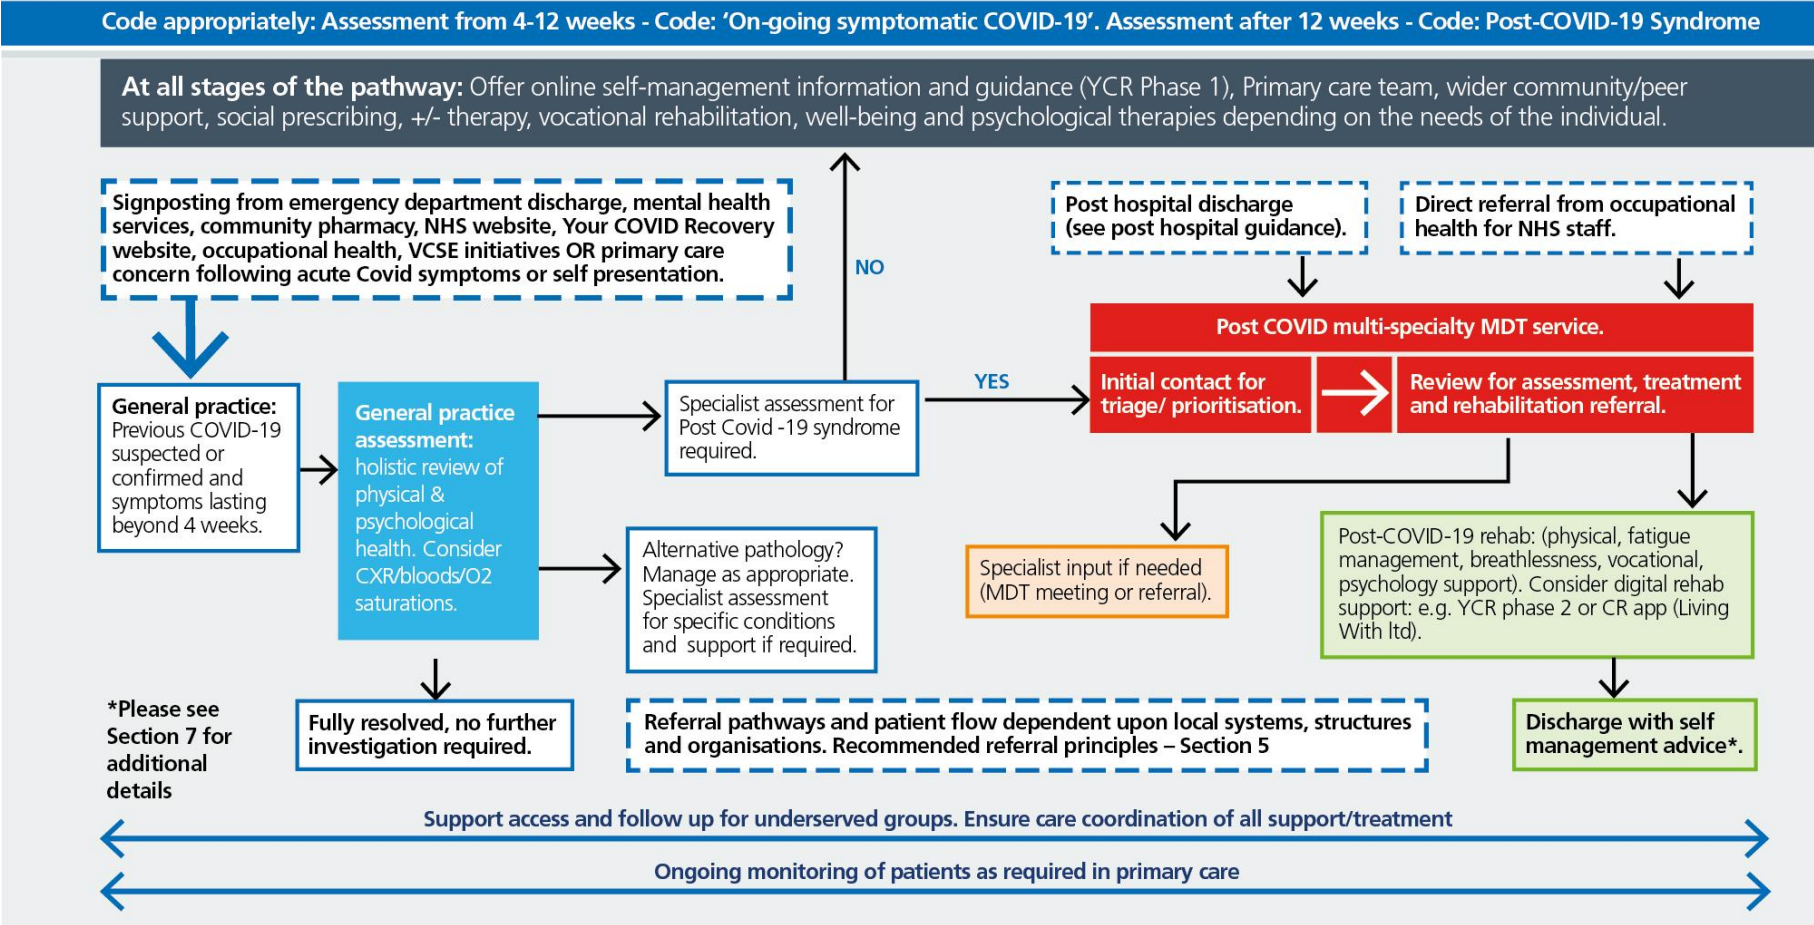 Code appropriately: Assessment from 4-12 weeks - Code: ‘On-going symptomatic COVID-19’. Assessment after 12 weeks - Code: Post-COVID-19 Syndrome
At all stages of the pathway: Offer online self-management information and guidance (YCR Phase 1), Primary care team, wider community/peer
support, social prescribing, +/- therapy, vocational rehabilitation, well-being and psychological therapies depending on the needs of the individual.
Signposting from emergency department discharge, mental health
services, community pharmacy, NHS website, Your COVID Recovery
website, occupational health, VCSE initiatives OR primary care
concern following acute Covid symptoms or self presentation.
NO
Post hospital discharge
(see post hospital guidance).
Direct referral from occupational
health for NHS staff.
General practice:
Previous COVID-19
suspected or
confirmed and
symptoms lasting
beyond 4 weeks.
General practice
assessment:
holistic review of
physical &
psychological
health. Consider
CXR/bloods/O2
saturations.
Specialist assessment for
Post Covid -19 syndrome
required.
YES
Post COVID multi-specialty MDT service.
Initial contact for
triage/ prioritisation.
Review for assessment, treatment
and rehabilitation referral.
Alternative pathology?
Manage as appropriate.
Specialist assessment
for specific conditions
and support if required.
Specialist input if needed
(MDT meeting or referral).
Post-COVID-19 rehab: (physical, fatigue
management, breathlessness, vocational,
psychology support). Consider digital rehab
support: e.g. YCR phase 2 or CR app (Living
With ltd).
*Please see
Section 7 for
additional
details
Fully resolved, no further
investigation required.
Referral pathways and patient flow dependent upon local systems, structures
and organisations. Recommended referral principles – Section 5
Discharge with self
management advice*.
Support access and follow up for underserved groups. Ensure care coordination of all support/treatment
Ongoing monitoring of patients as required in primary care